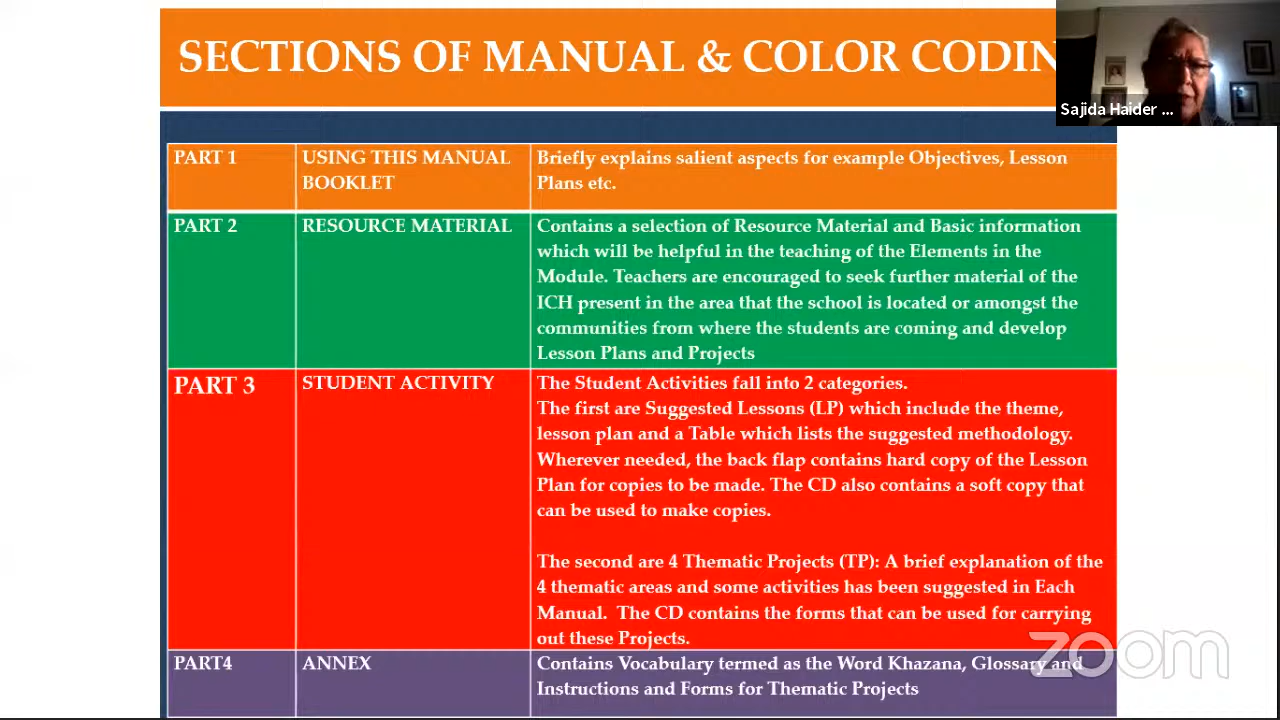 SECTIONS OF MANUAL & COLOR CODIN
Sajida Haider ...
PART 1
USING THIS MANUAL
BOOKLET
Briefly explains salient aspects for example Objectives, Lesson
Plans etc.
PART 2
RESOURCE MATERIAL
Contains a selection of Resource Material and Basic information
which will be helpful in the teaching of the Elements in the
Module. Teachers are encouraged to seek further material of the
ICH present in the area that the school is located or amongst the
communities from where the students are coming and develop
Lesson Plans and Projects
PART 3
STUDENT ACTIVITY
The Student Activities fall into 2 categories.
The first are Suggested Lessons (LP) which include the theme,
lesson plan and a Table which lists the suggested methodology.
Wherever needed, the back flap contains hard copy of the Lesson
Plan for copies to be made. The CD also contains a soft copy that
can be used to make copies.
The second are 4 Thematic Projects (TP): A brief explanation of the
4 thematic areas and some activities has been suggested in Each
Manual. The CD contains the forms that can be used for carrying
out these Projects.
PART4
ANNEX
Contains Vocabulary termed as the Word Khazana, Glossary and
Instructions and Forms for Thematic Projects
zoom